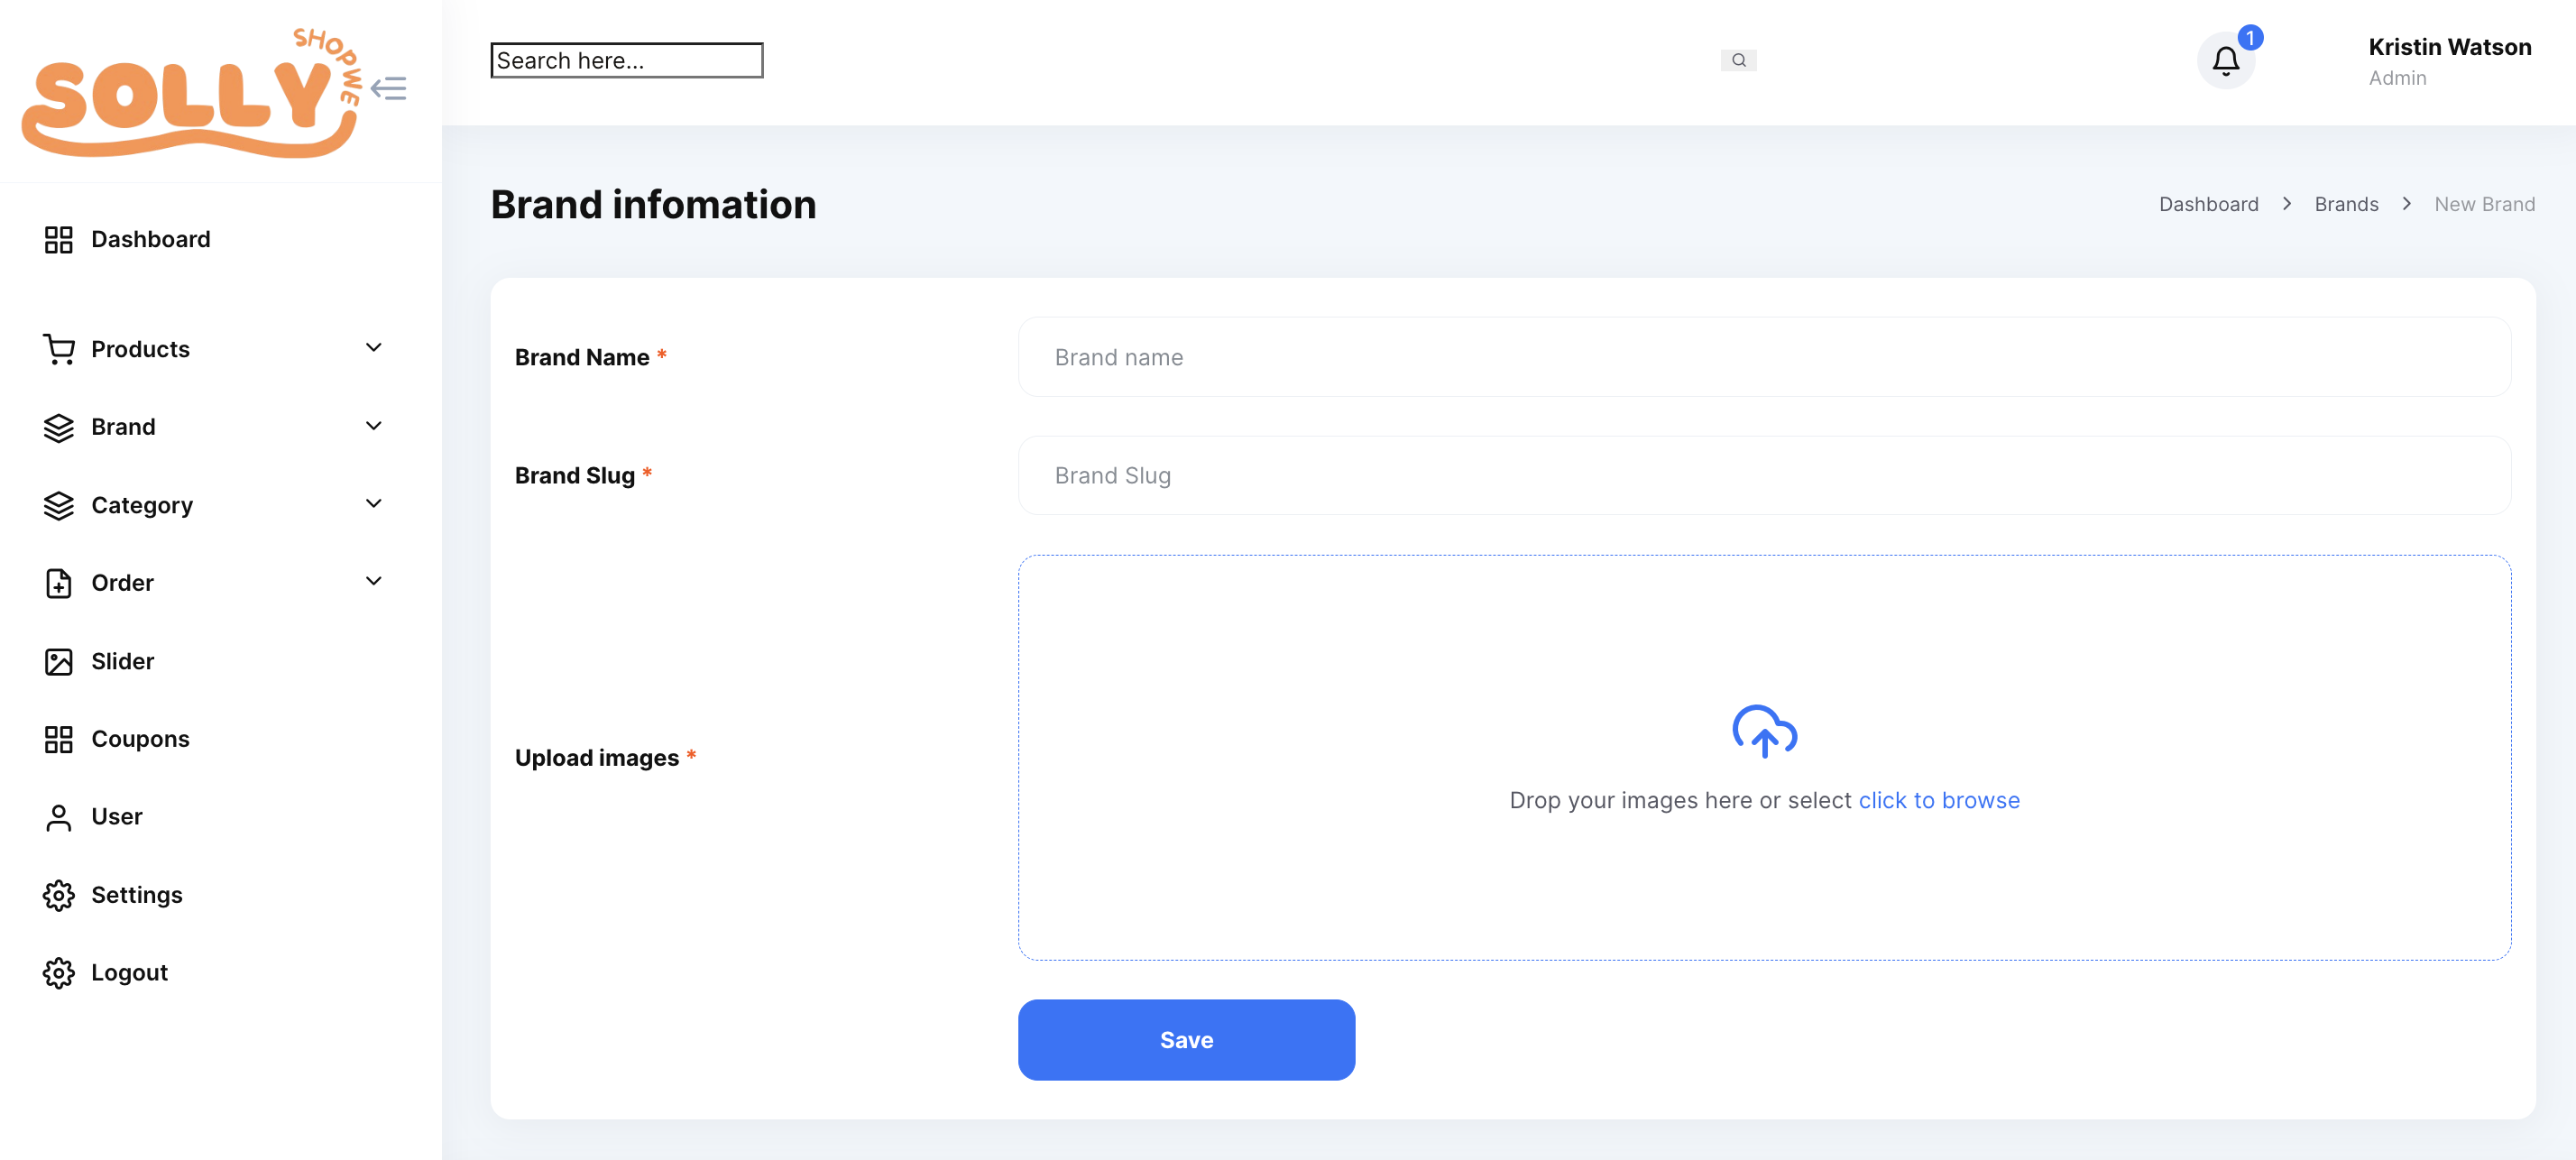 SOLLY
SHOPWE
Search here...
1
Kristin Watson
Admin
Dashboard
Products
Brand
Category
Order
Slider
Coupons
User
Settings
Logout
Brand infomation
Dashboard
Brands
New Brand
Brand Name *
Brand name
Brand Slug *
Brand Slug
Upload images *
Drop your images here or select click to browse
Save